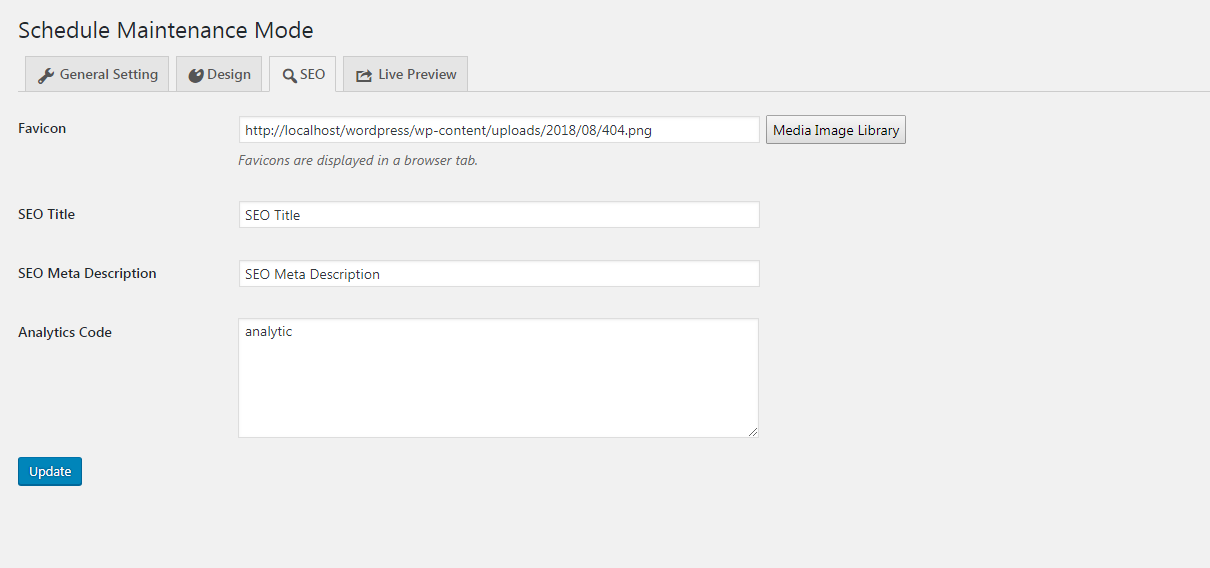 Schedule Maintenance Mode
General Setting Design SEO Live Preview
Favicon http://localhost/wordpress/wp-content/uploads/2018/08/404.png Media Image Library
Favicons are displayed in a browser tab.
SEO Title SEO Title
SEO Meta Description SEO Meta Description
Analytics Code analytic
Update